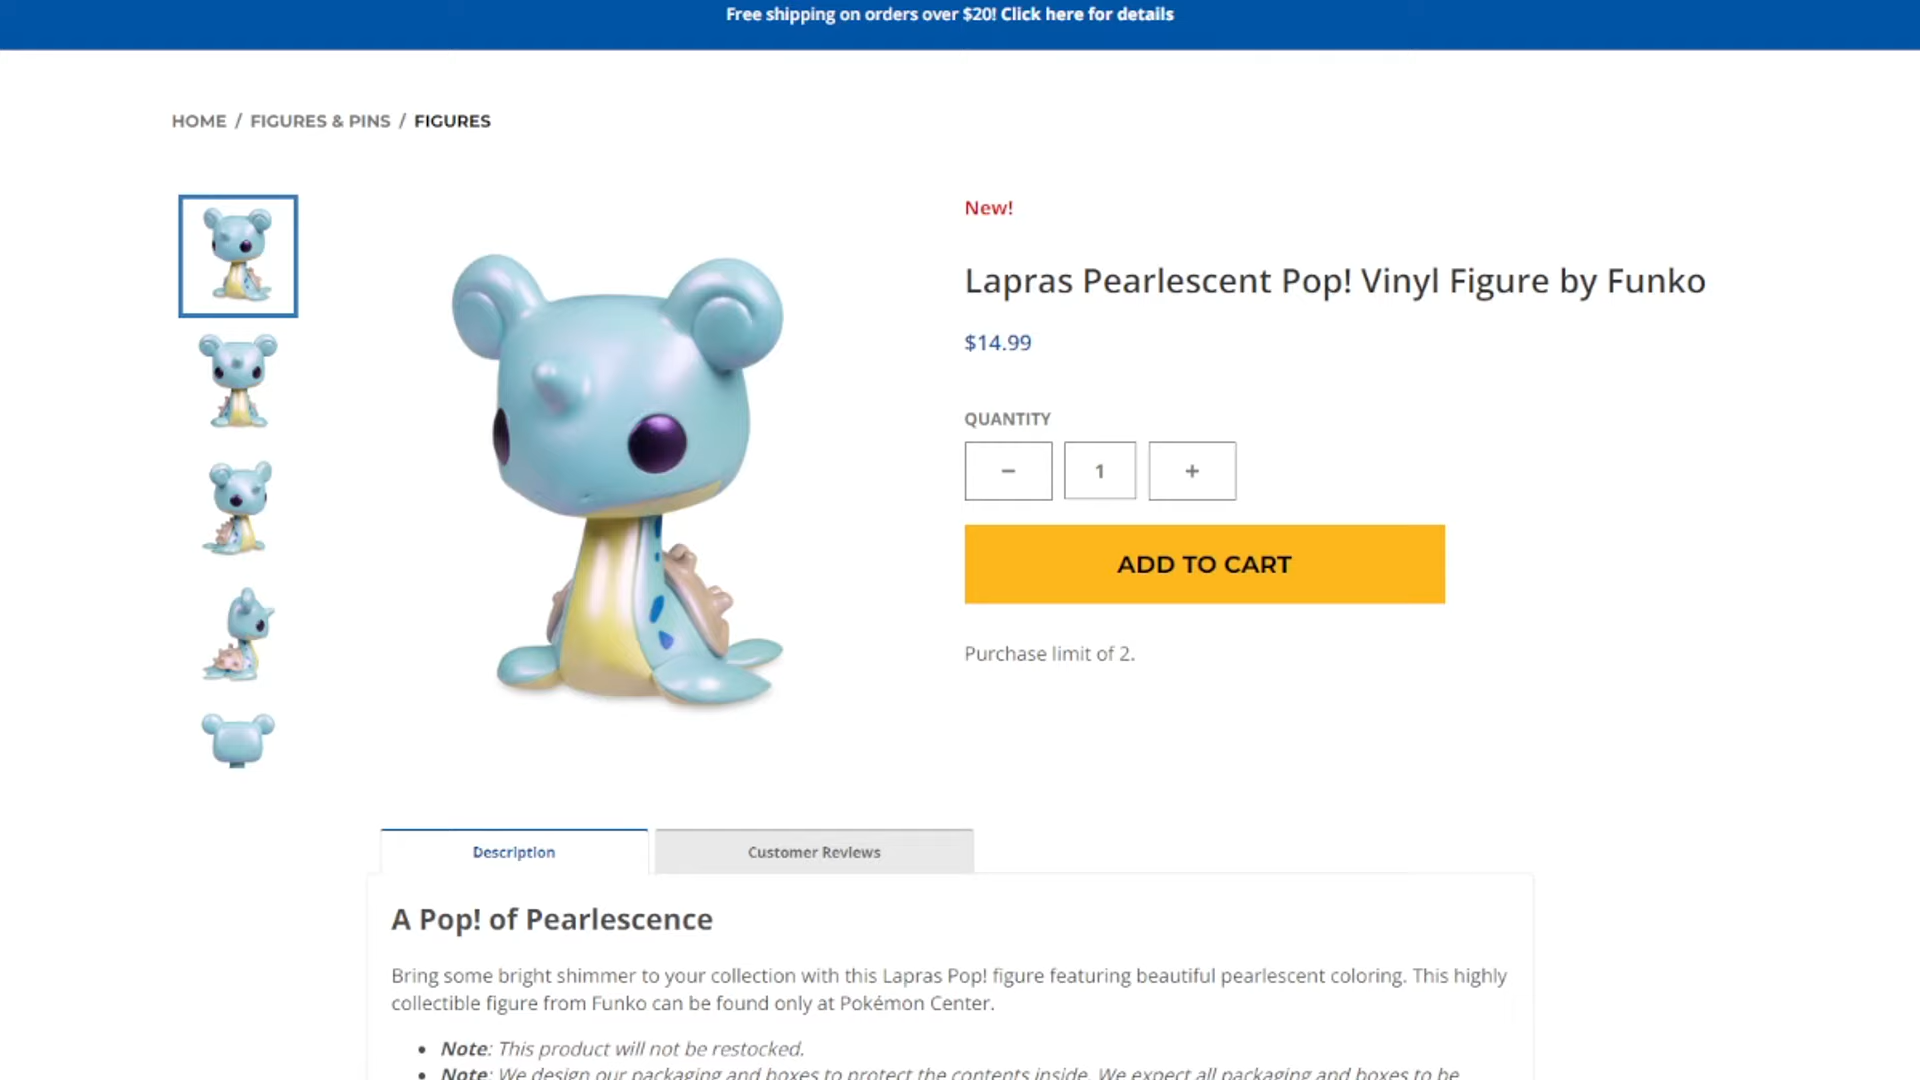 Free shipping on orders over $20! Click here for details
HOME / FIGURES & PINS / FIGURES
New!
Lapras Pearlescent Pop! Vinyl Figure by Funko
$14.99
QUANTITY
− 1 +
ADD TO CART
Purchase limit of 2.
Description
Customer Reviews
A Pop! of Pearlescence
Bring some bright shimmer to your collection with this Lapras Pop! figure featuring beautiful pearlescent coloring. This highly
collectible figure from Funko can be found only at Pokémon Center.
• Note: This product will not be restocked.
• Note: We design our packaging and boxes to protect the contents inside. We expect all packaging and boxes to be